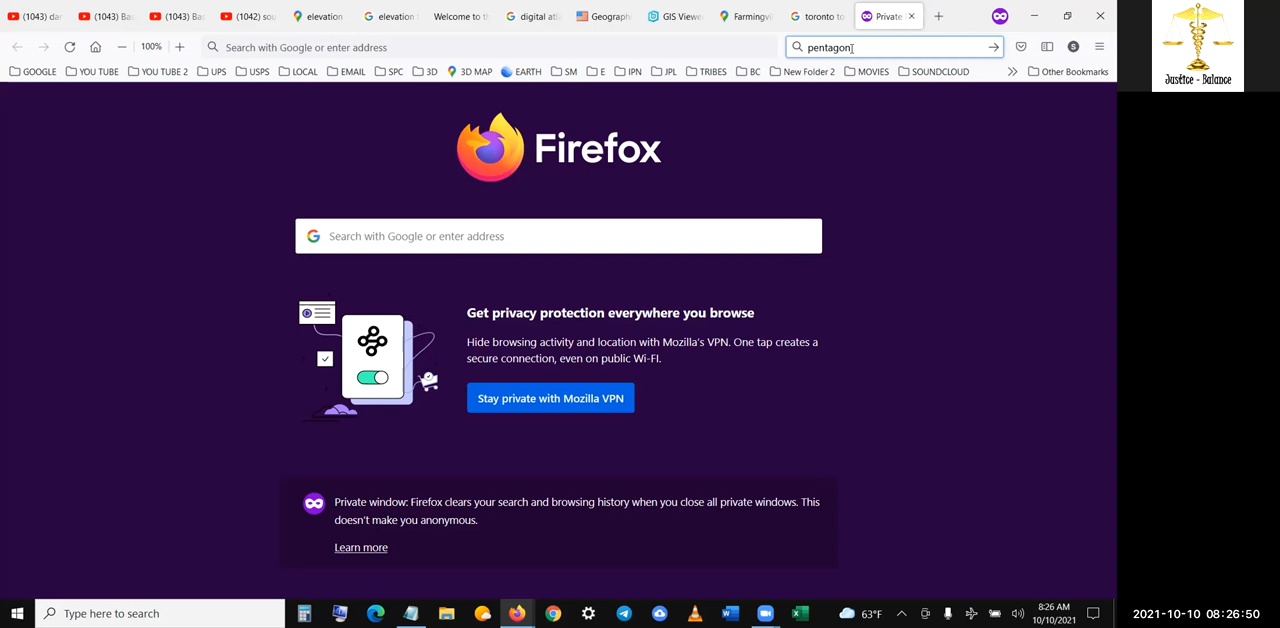 (1043) dar
(1043) Bas
(1043) Bas
(1042) sou
elevation
elevation
Welcome to th
digital atl
Geograph
GIS Viewe
Farmingvi
toronto to
Private
100%
Search with Google or enter address
pentagon
S
GOOGLE YOU TUBE YOU TUBE 2 UPS USPS LOCAL EMAIL SPC 3D 3D MAP EARTH SM E IPN JPL TRIBES BC New Folder 2 MOVIES SOUNDCLOUD Other Bookmarks
Justice - Balance
Firefox
Search with Google or enter address
Get privacy protection everywhere you browse
Hide browsing activity and location with Mozilla's VPN. One tap creates a
secure connection, even on public Wi-Fi.
Stay private with Mozilla VPN
Private window: Firefox clears your search and browsing history when you close all private windows. This
doesn't make you anonymous.
Learn more
Type here to search
63°F
8:26 AM
10/10/2021
2021-10-10 08:26:50